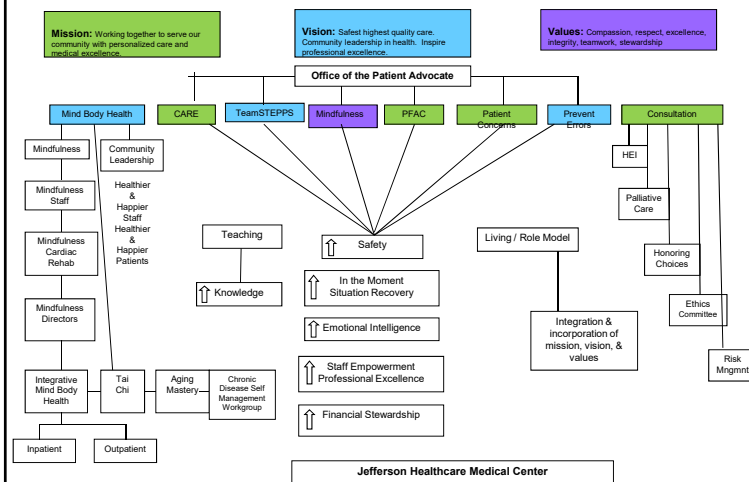 Mission: Working together to serve our
community with personalized care and
medical excellence.
Vision: Safest highest quality care.
Community leadership in health. Inspire
professional excellence.
Values: Compassion, respect, excellence,
integrity, teamwork, stewardship
Office of the Patient Advocate
Mind Body Health
CARE
TeamSTEPPS
Mindfulness
PFAC
Patient
Concerns
Prevent
Errors
Consultation
Mindfulness
Community
Leadership
Mindfulness
Staff
Healthier
&
Happier
Staff
Healthier
&
Happier
Patients
Mindfulness
Cardiac
Rehab
Mindfulness
Directors
Integrative
Mind Body
Health
Tai
Chi
Aging
Mastery
Chronic
Disease Self
Management
Workgroup
Inpatient
Outpatient
Teaching
Knowledge
Safety
In the Moment
Situation Recovery
Emotional Intelligence
Staff Empowerment
Professional Excellence
Financial Stewardship
Living / Role Model
Integration &
incorporation of
mission, vision, &
values
HEI
Palliative
Care
Honoring
Choices
Ethics
Committee
Risk
Mngmnt
Jefferson Healthcare Medical Center